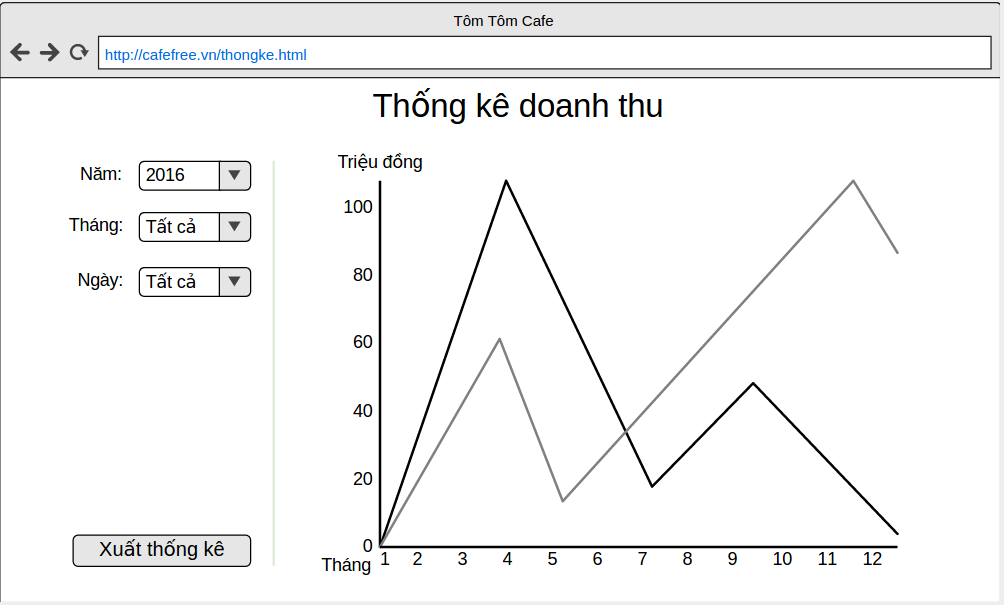 Tôm Tôm Cafe
http://cafefree.vn/thongke.html
Thống kê doanh thu
Năm: 2016
Tháng: Tất cả
Ngày: Tất cả
Xuất thống kê
Triệu đồng
100
80
60
40
20
0
Tháng 1 2 3 4 5 6 7 8 9 10 11 12